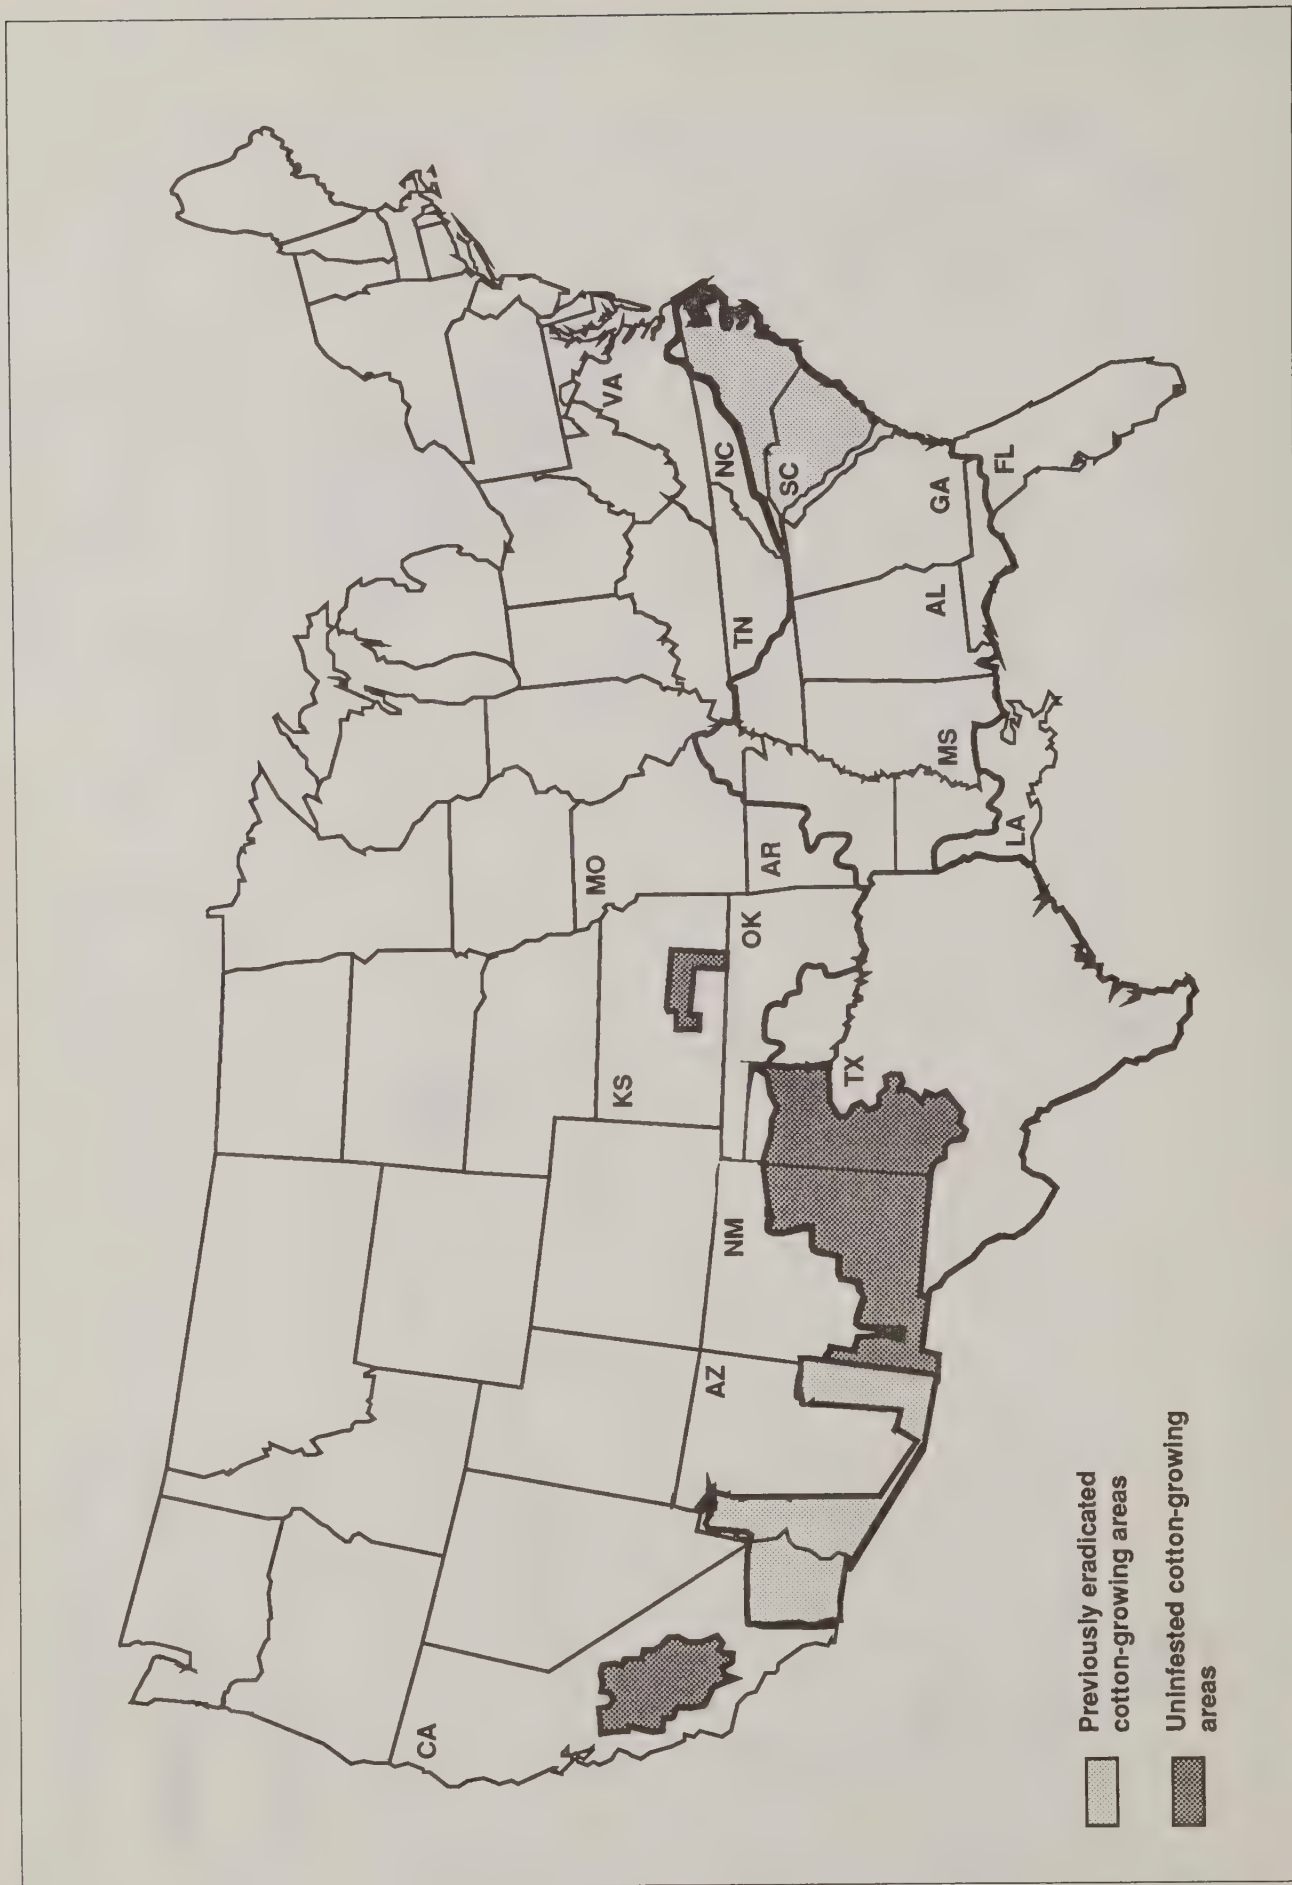 CA
AZ
NM
KS
TX
OK
MO
AR
LA
MS
TN
AL
GA
FL
SC
NC
VA
Previously eradicated
cotton-growing areas
Uninfested cotton-growing
areas